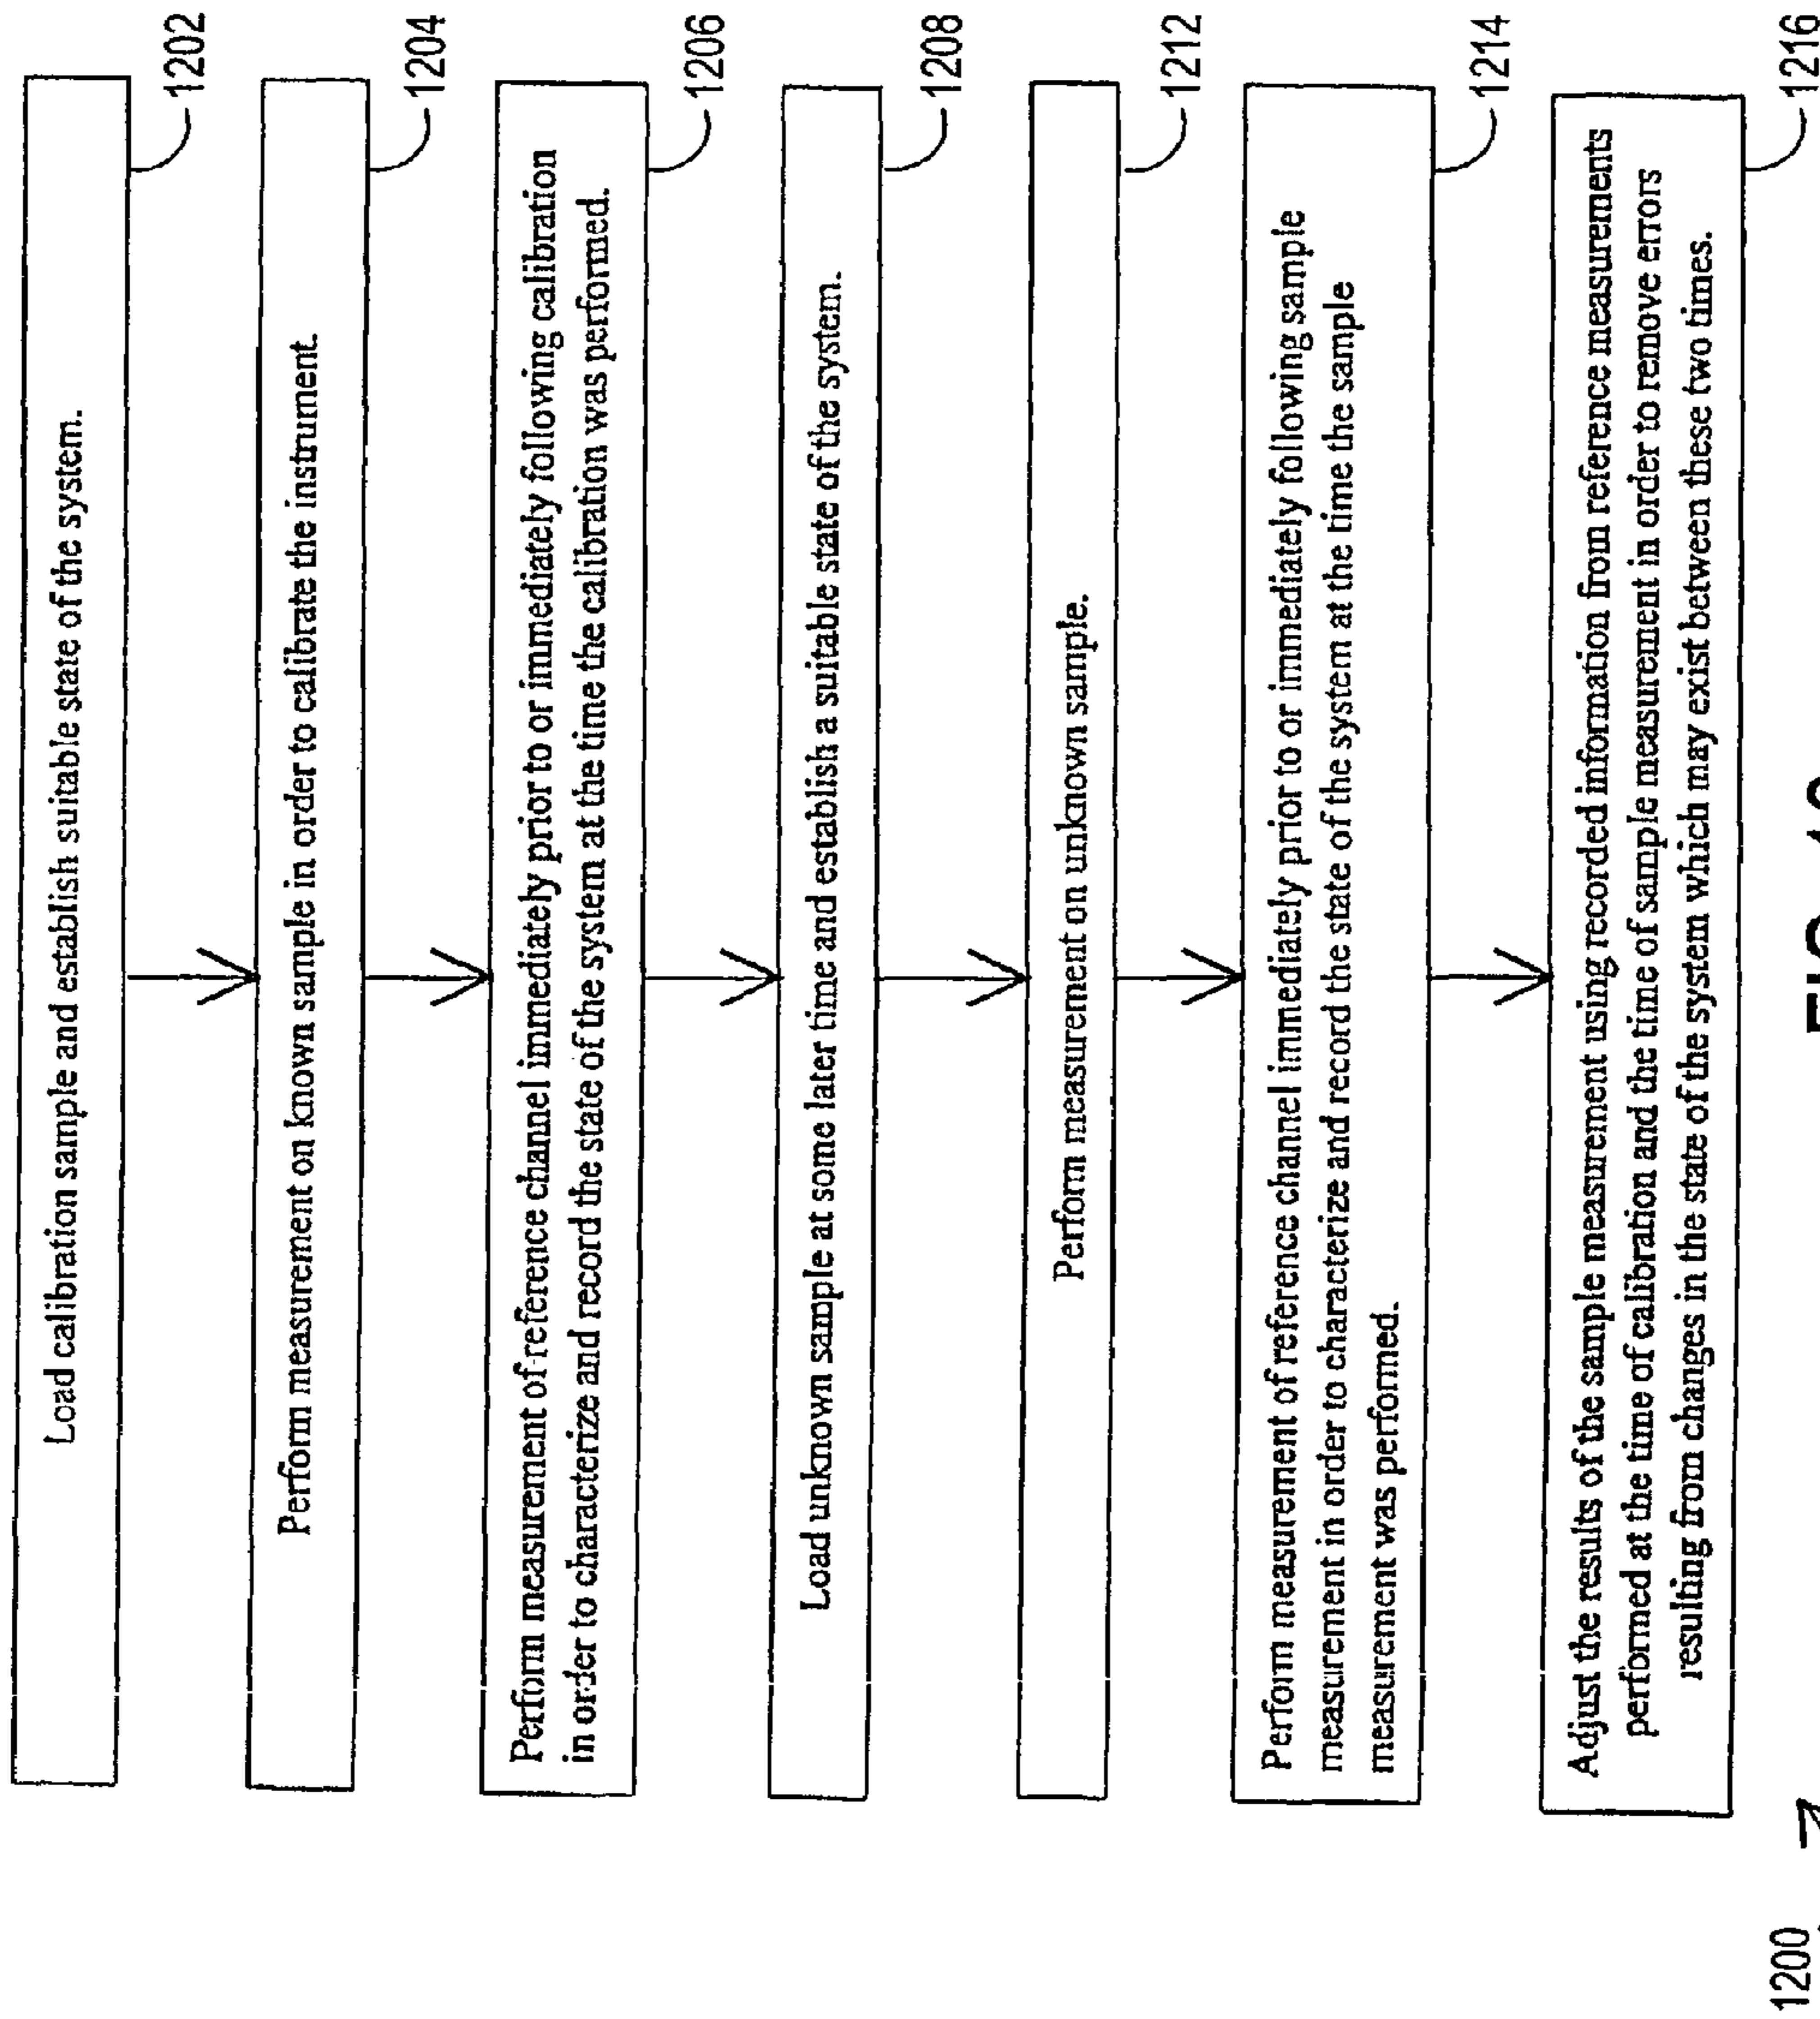 Load calibration sample and establish suitable state of the system.
1202
Perform measurement on known sample in order to calibrate the instrument.
1204
Perform measurement of reference channel immediately prior to or immediately following calibration
in order to characterize and record the state of the system at the time the calibration was performed.
1206
Load unknown sample at some later time and establish a suitable state of the system.
1208
Perform measurement on unknown sample.
1212
Perform measurement of reference channel immediately prior to or immediately following sample
measurement in order to characterize and record the state of the system at the time the sample
measurement was performed.
1214
Adjust the results of the sample measurement using recorded information from reference measurements
performed at the time of calibration and the time of sample measurement in order to remove errors
resulting from changes in the state of the system which may exist between these two times.
1216
1200